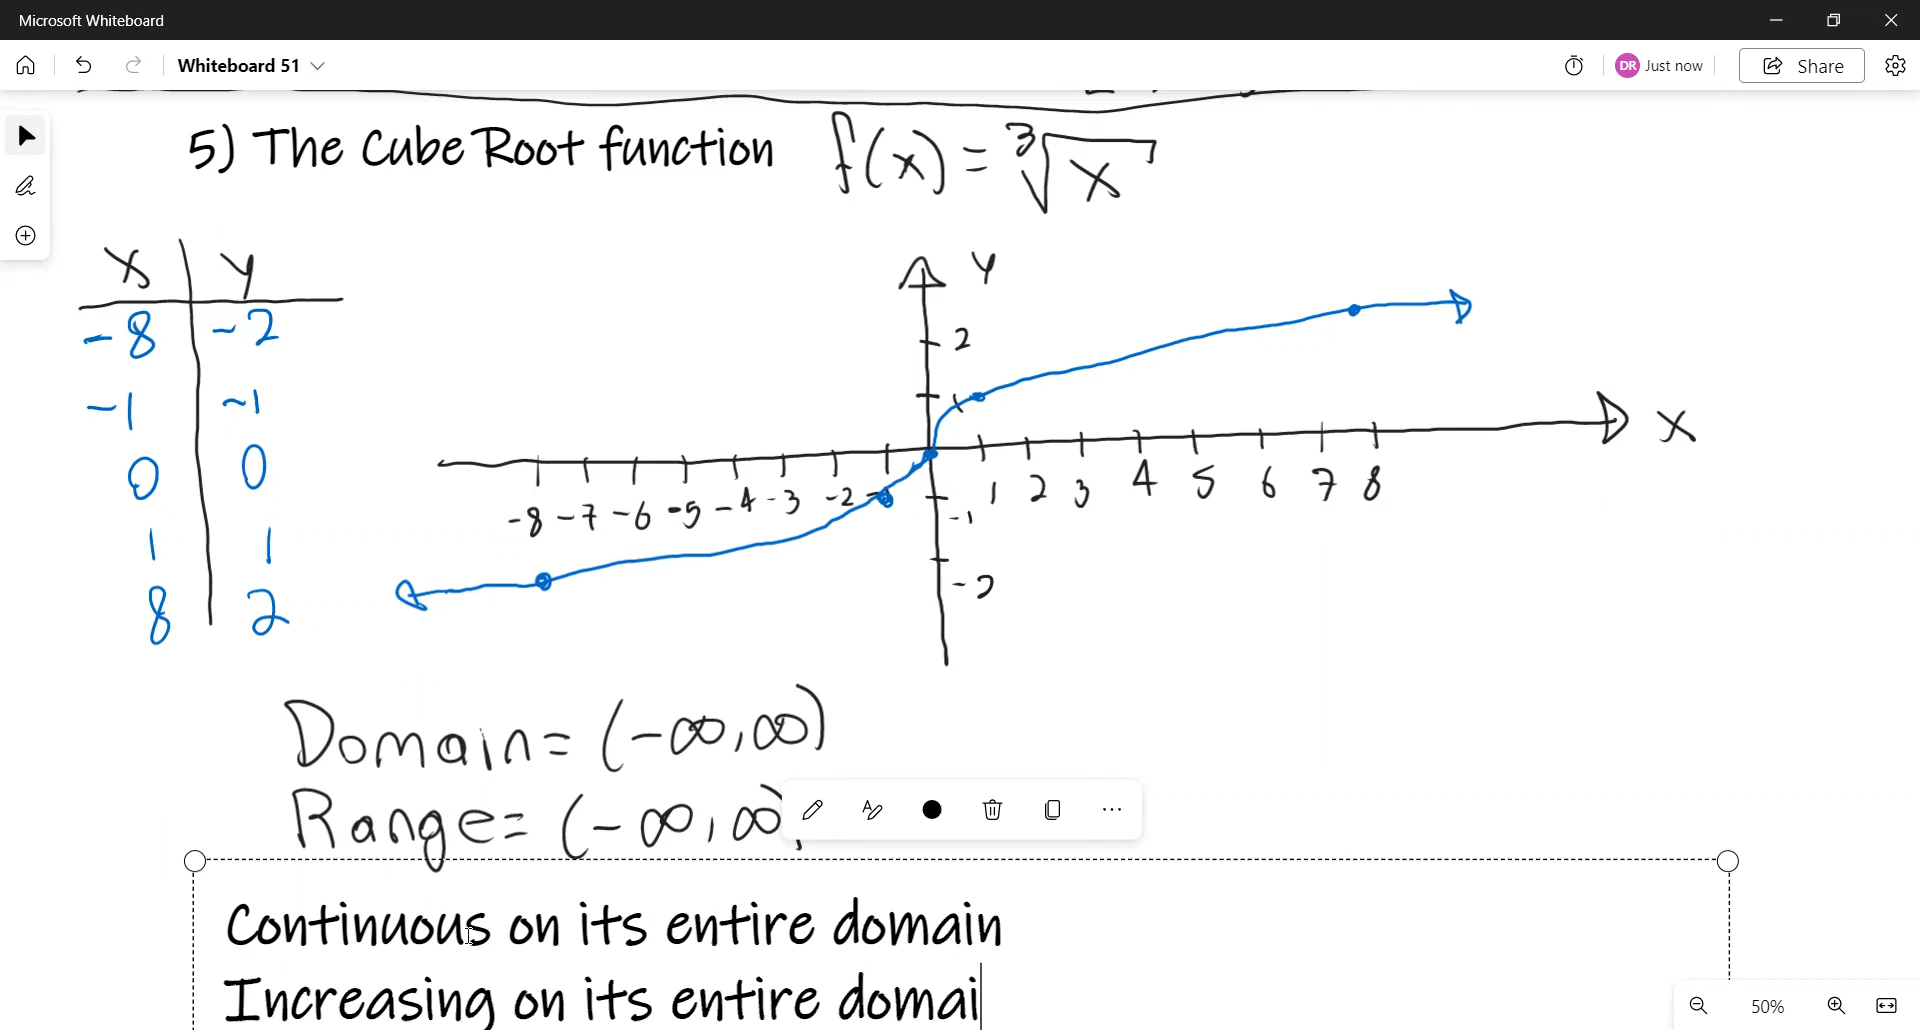 Microsoft Whiteboard
Whiteboard 51
DR Just now
Share
5) The Cube Root function f(x) = ∛x
x y
-8 -2
-1 -1
0 0
1 1
8 2
y
2
1
x
-8 -7 -6 -5 -4 -3 -2 -1 1 2 3 4 5 6 7 8
-1
-2
Domain= (-∞,∞)
Range= (-∞,∞)
Continuous on its entire domain
Increasing on its entire domai
50%